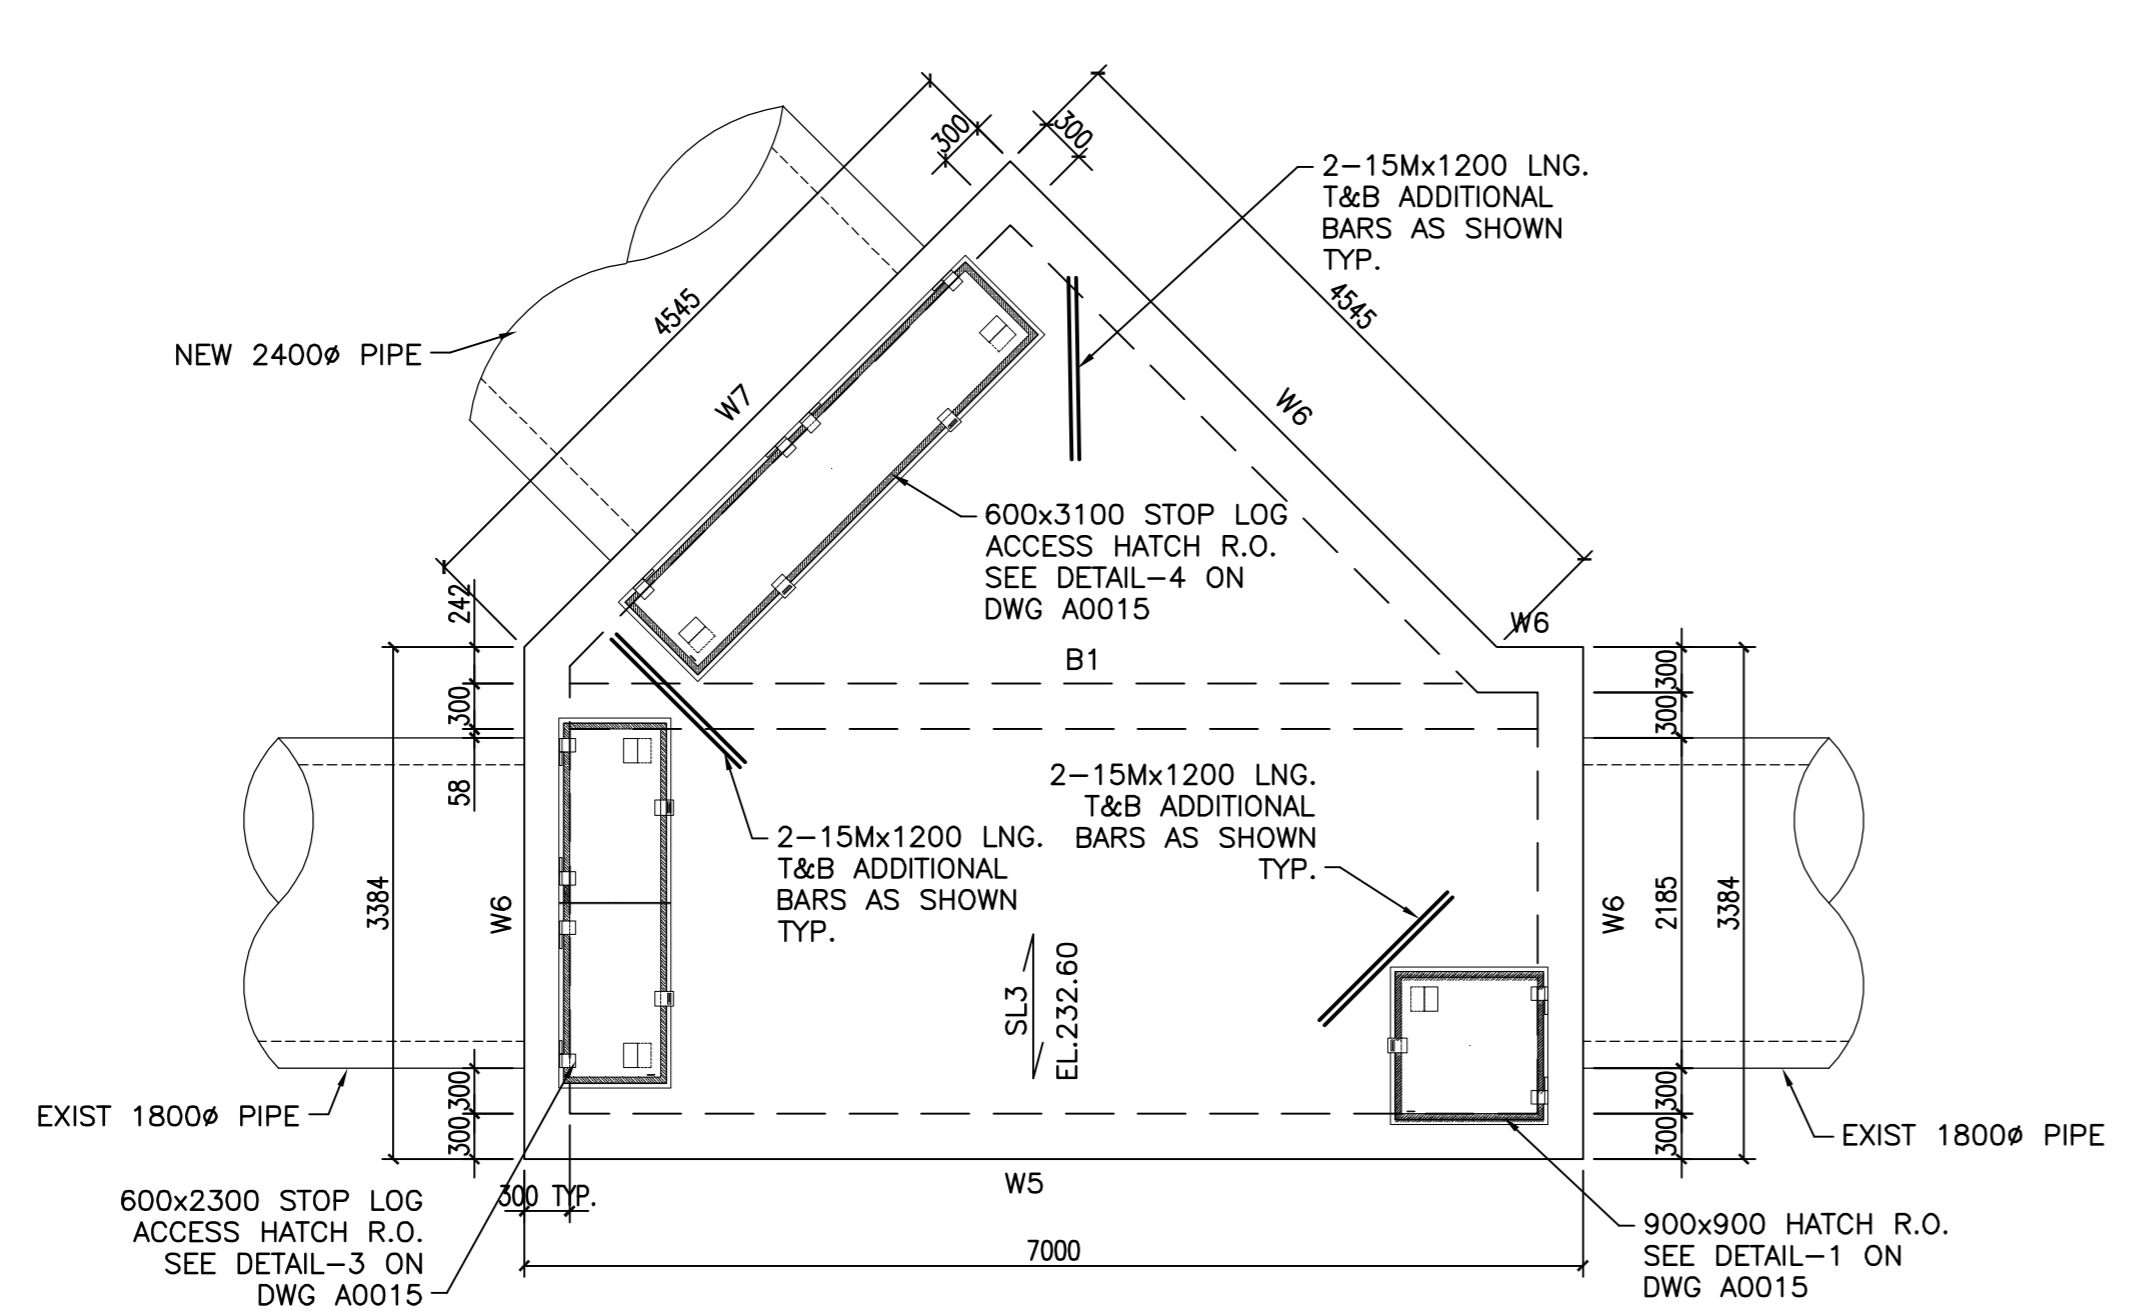 300
300
2-15Mx1200 LNG.
T&B ADDITIONAL
BARS AS SHOWN
TYP.
4545
4545
NEW 2400ø PIPE
W7
W6
600x3100 STOP LOG
ACCESS HATCH R.O.
SEE DETAIL-4 ON
DWG A0015
242
W6
B1
300
300
300
58
2-15Mx1200 LNG.
T&B ADDITIONAL
BARS AS SHOWN
TYP.
2-15Mx1200 LNG.
T&B ADDITIONAL
BARS AS SHOWN
TYP.
3384
W6
W6
2185
3384
SL3
EL.232.60
300
300
300
300
EXIST 1800ø PIPE
EXIST 1800ø PIPE
W5
300 TYP.
600x2300 STOP LOG
ACCESS HATCH R.O.
SEE DETAIL-3 ON
DWG A0015
7000
900x900 HATCH R.O.
SEE DETAIL-1 ON
DWG A0015